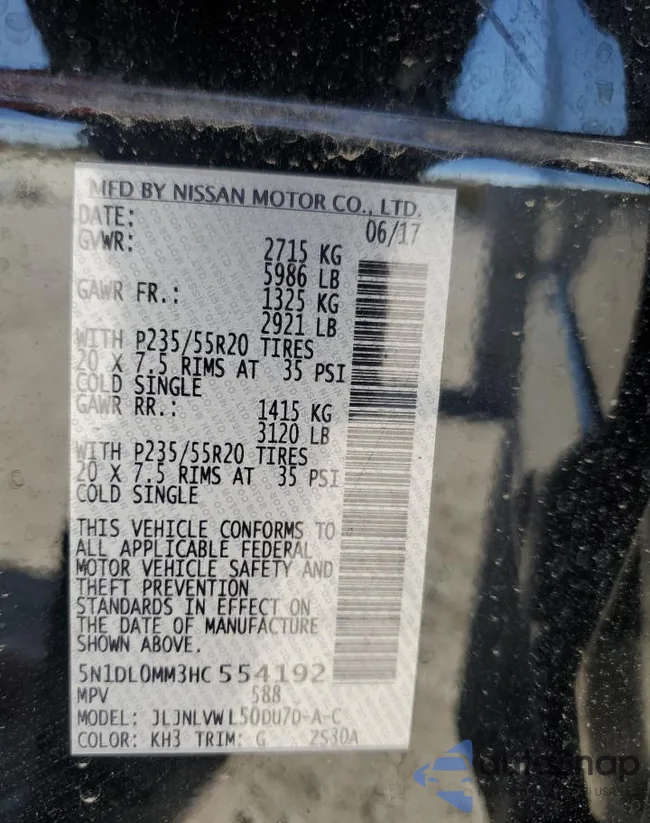 MFD BY NISSAN MOTOR CO., LTD.
DATE: 06/17
GVWR: 2715 KG
5986 LB
GAWR FR.: 1325 KG
2921 LB
WITH P235/55R20 TIRES
20 X 7.5 RIMS AT 35 PSI
COLD SINGLE
GAWR RR.: 1415 KG
3120 LB
WITH P235/55R20 TIRES
20 X 7.5 RIMS AT 35 PSI
COLD SINGLE
THIS VEHICLE CONFORMS TO
ALL APPLICABLE FEDERAL
MOTOR VEHICLE SAFETY AND
THEFT PREVENTION
STANDARDS IN EFFECT ON
THE DATE OF MANUFACTURE
SHOWN ABOVE.
5N1DL0MM3HC554192
MPV 588
MODEL: JLJNLVWL50DU70-A-C
COLOR: KH3 TRIM: G 2S30A
autosnap